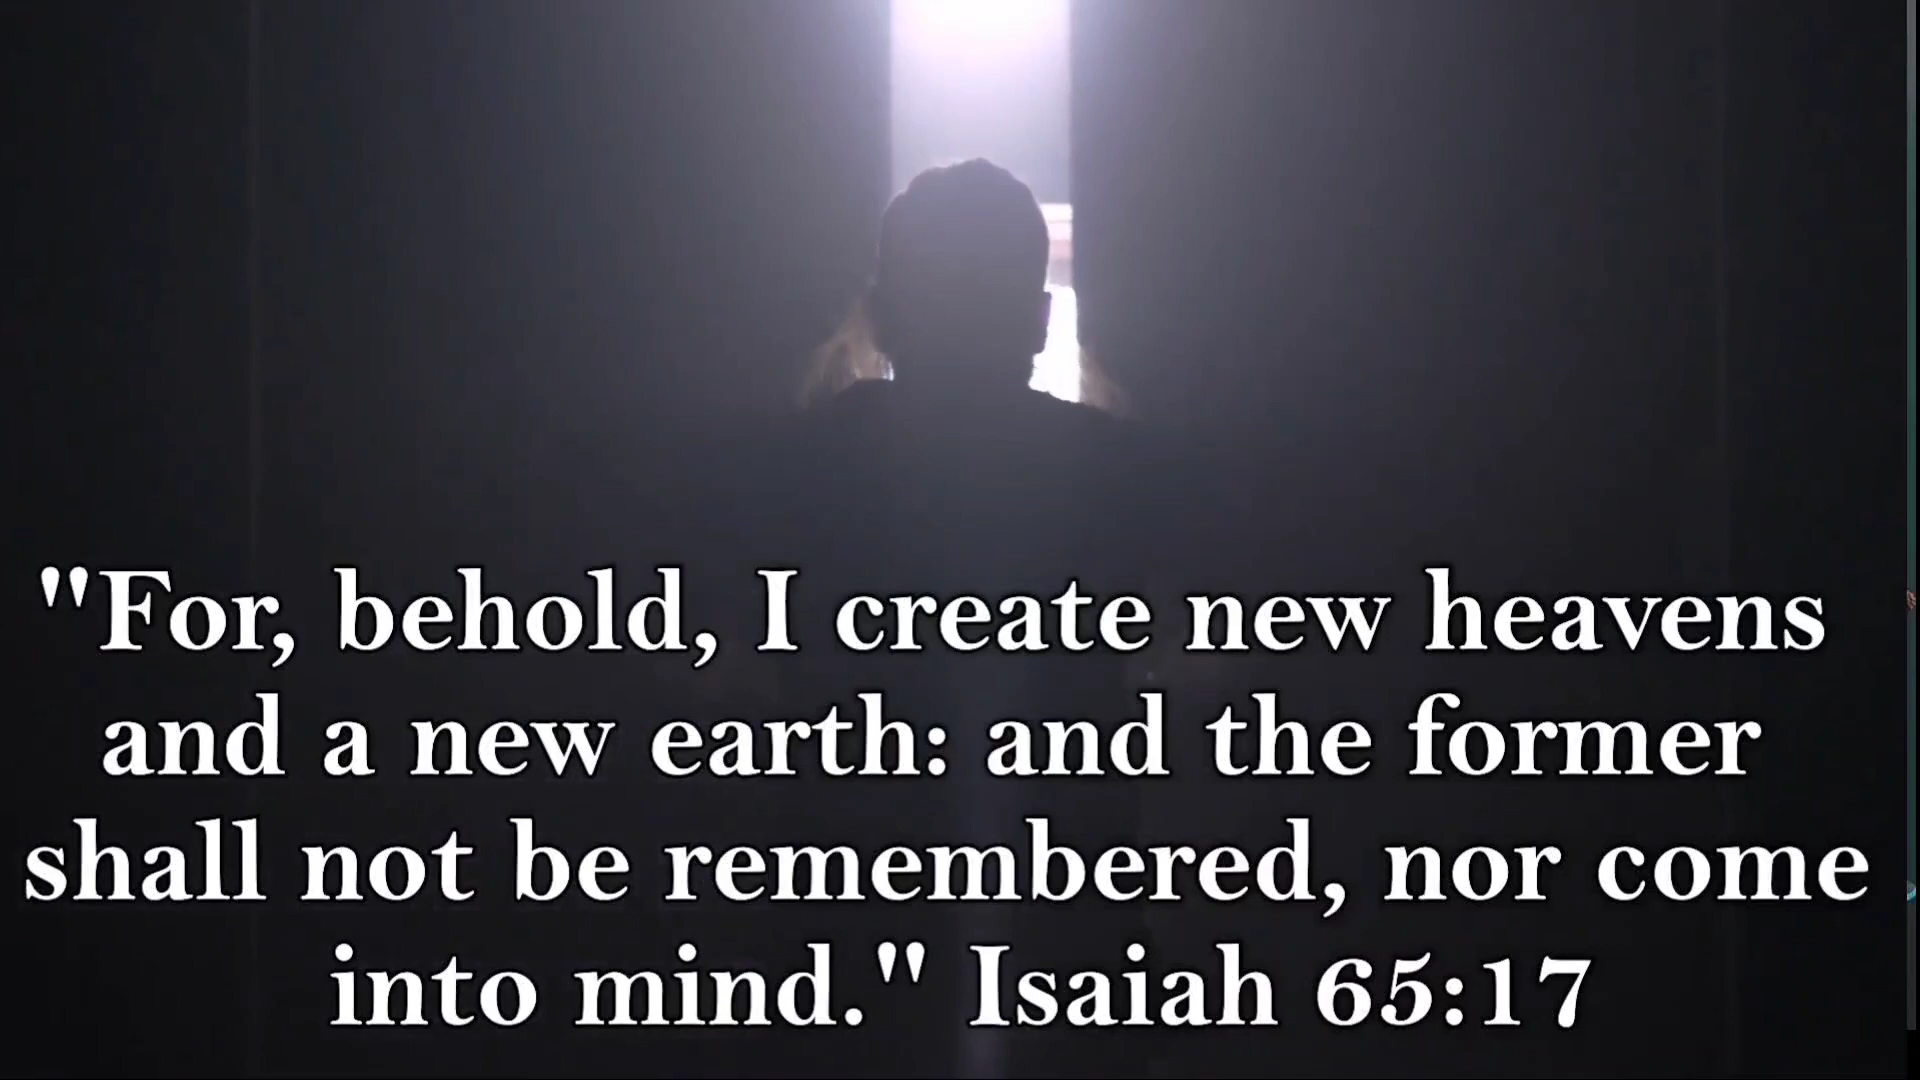 "For, behold, I create new heavens
and a new earth: and the former
shall not be remembered, nor come
into mind." Isaiah 65:17